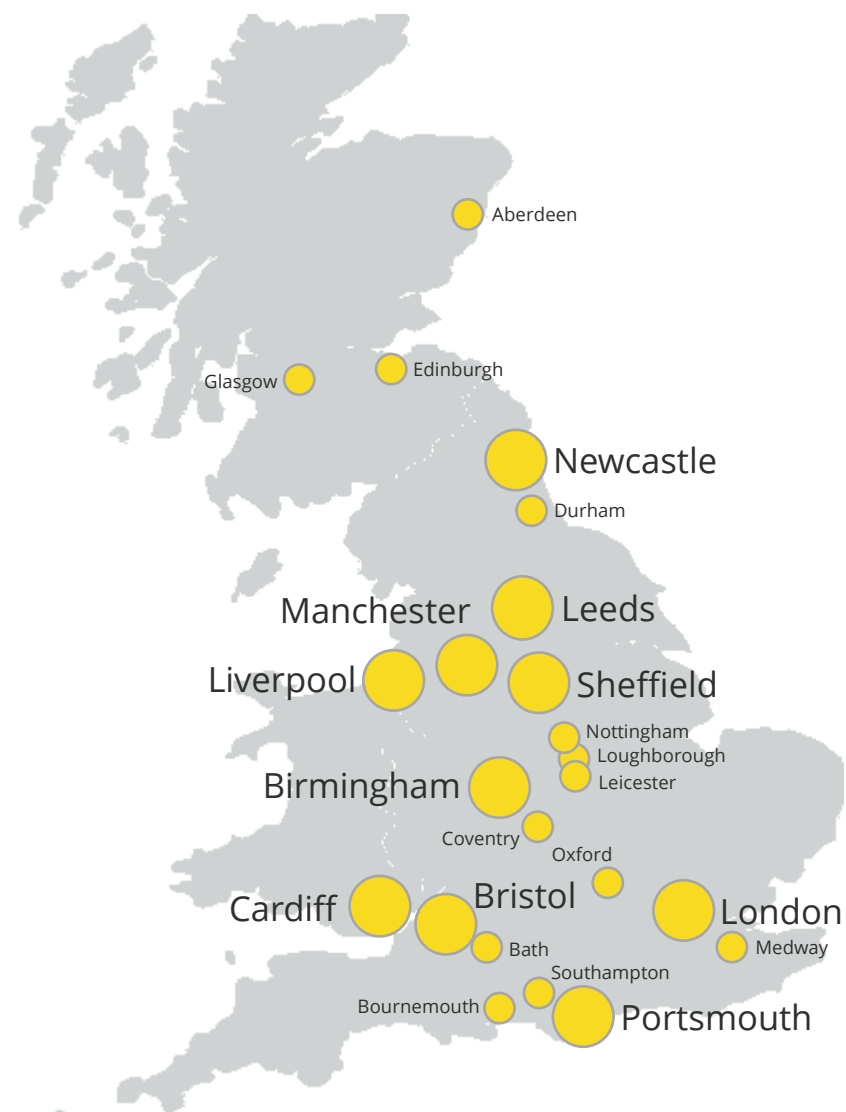 Aberdeen
Edinburgh
Glasgow
Newcastle
Durham
Manchester
Leeds
Liverpool
Sheffield
Nottingham
Loughborough
Leicester
Birmingham
Coventry
Oxford
Bristol
Cardiff
London
Bath
Medway
Southampton
Bournemouth
Portsmouth